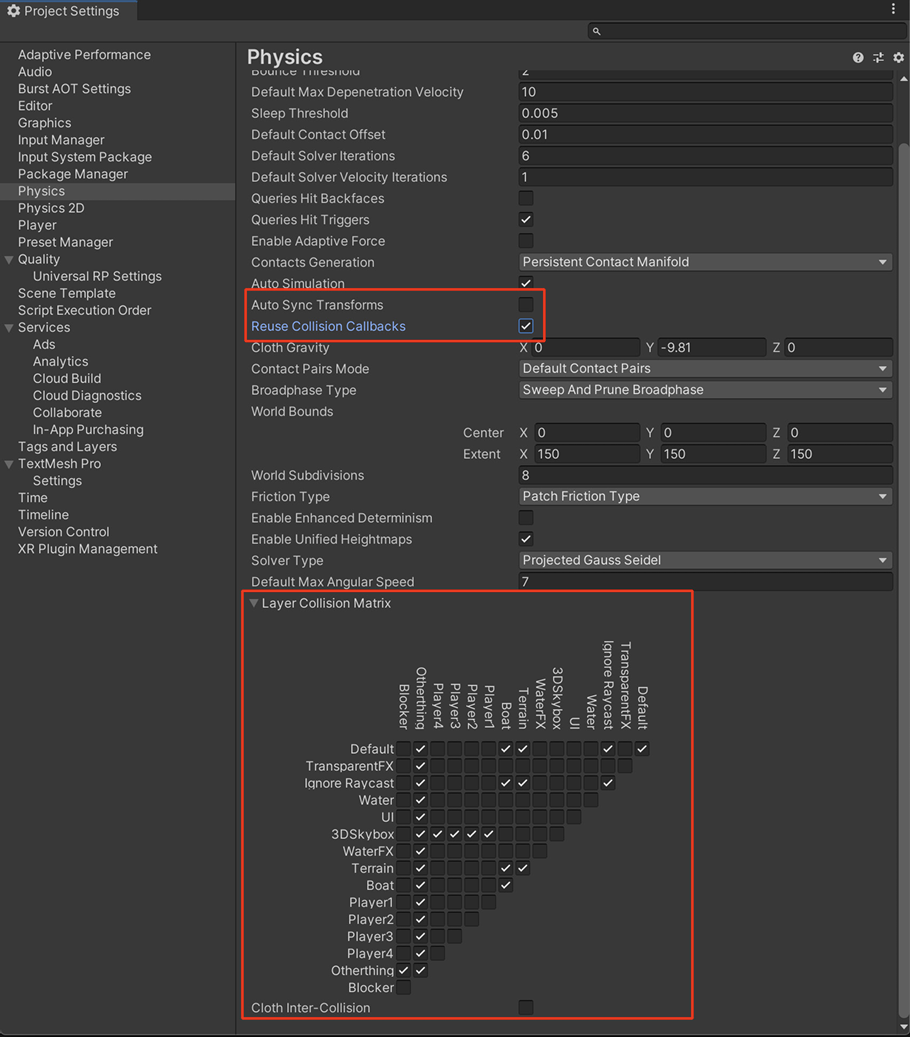 Project Settings
Adaptive Performance
Audio
Burst AOT Settings
Editor
Graphics
Input Manager
Input System Package
Package Manager
Physics
Physics 2D
Player
Preset Manager
Quality
Universal RP Settings
Scene Template
Script Execution Order
Services
Ads
Analytics
Cloud Build
Cloud Diagnostics
Collaborate
In-App Purchasing
Tags and Layers
TextMesh Pro
Settings
Time
Timeline
Version Control
XR Plugin Management
Physics
Bounce Threshold 2
Default Max Depenetration Velocity 10
Sleep Threshold 0.005
Default Contact Offset 0.01
Default Solver Iterations 6
Default Solver Velocity Iterations 1
Queries Hit Backfaces
Queries Hit Triggers
Enable Adaptive Force
Contacts Generation Persistent Contact Manifold
Auto Simulation
Auto Sync Transforms
Reuse Collision Callbacks
Cloth Gravity X 0 Y -9.81 Z 0
Contact Pairs Mode Default Contact Pairs
Broadphase Type Sweep And Prune Broadphase
World Bounds
Center X 0 Y 0 Z 0
Extent X 150 Y 150 Z 150
World Subdivisions 8
Friction Type Patch Friction Type
Enable Enhanced Determinism
Enable Unified Heightmaps
Solver Type Projected Gauss Seidel
Default Max Angular Speed 7
Layer Collision Matrix
Blocker
Otherthing
Player4
Player3
Player2
Player1
Boat
Terrain
WaterFX
3DSkybox
UI
Water
Ignore Raycast
TransparentFX
Default
Default
TransparentFX
Ignore Raycast
Water
UI
3DSkybox
WaterFX
Terrain
Boat
Player1
Player2
Player3
Player4
Otherthing
Blocker
Cloth Inter-Collision